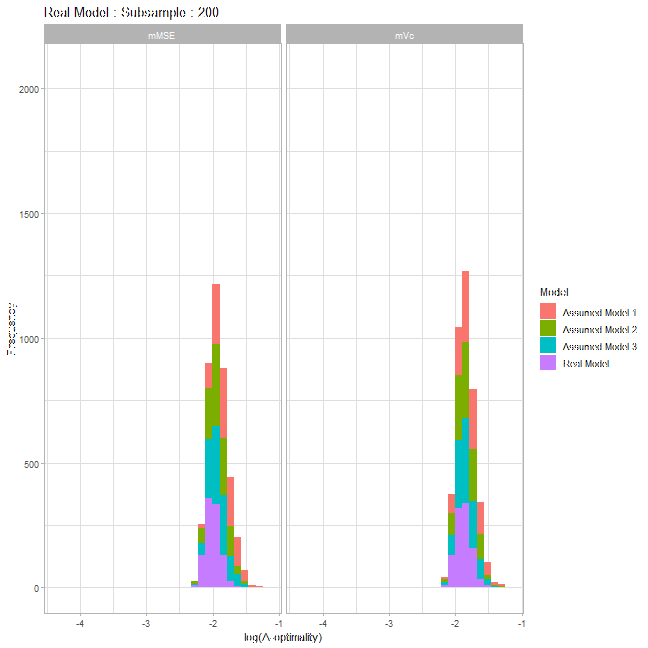 Real Model : Subsample : 200
mMSE
mVc
2000
1500
1000
500
0
Frequency
-4
-3
-2
-1
-4
-3
-2
-1
log(A-optimality)
Model
Assumed Model 1
Assumed Model 2
Assumed Model 3
Real Model